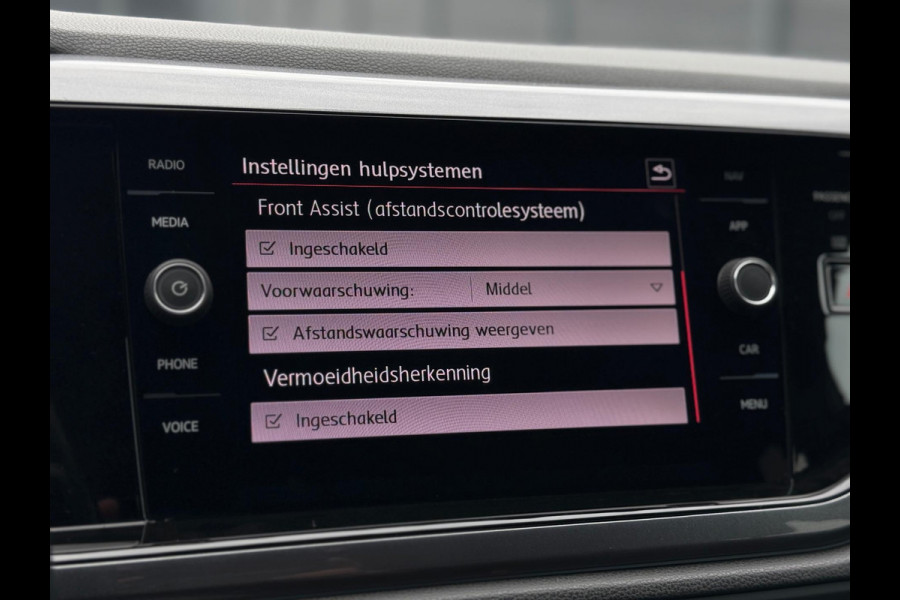 RADIO
MEDIA
PHONE
VOICE
Instellingen hulpsystemen
Front Assist (afstandscontrolesysteem)
Ingeschakeld
Voorwaarschuwing: Middel
Afstandswaarschuwing weergeven
Vermoeidheidsherkenning
Ingeschakeld
NAV
APP
CAR
MENU